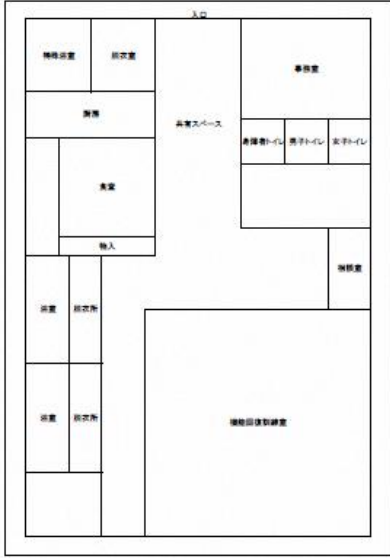 入口
特殊浴室
脱衣室
事務室
厨房
共有スペース
身障者トイレ
男子トイレ
女子トイレ
食堂
物入
相談室
浴室
脱衣所
浴室
脱衣所
機能回復訓練室